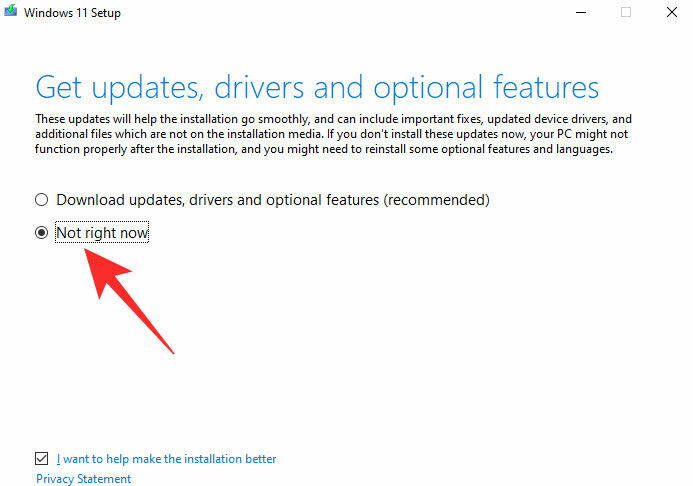 Windows 11 Setup
Get updates, drivers and optional features
These updates will help the installation go smoothly, and can include important fixes, updated device drivers, and
additional files which are not on the installation media. If you don't install these updates now, your PC might not
function properly after the installation, and you might need to reinstall some optional features and languages.
Download updates, drivers and optional features (recommended)
Not right now
I want to help make the installation better
Privacy Statement